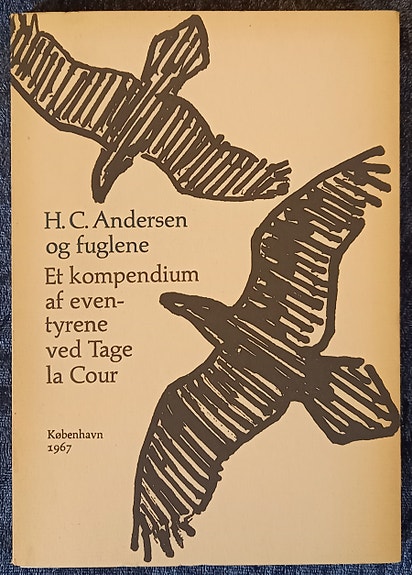 H. C. Andersen
og fuglene
Et kompendium
af even-
tyrene
ved Tage
la Cour
København
1967